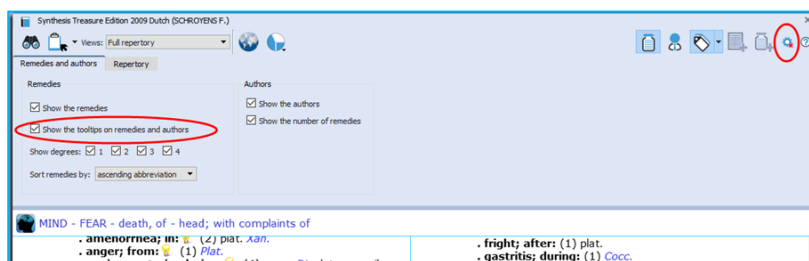 Synthesis Treasure Edition 2009 Dutch (SCHROYENS F.)
Views: Full repertory
Remedies and authors Repertory
Remedies Authors
Show the remedies Show the authors
Show the tooltips on remedies and authors Show the number of remedies
Show degrees: 1 2 3 4
Sort remedies by: ascending abbreviation
MIND - FEAR - death, of - head; with complaints of
. amenorrhea; in: (2) plat. Xan.
. anger; from: (1) Plat.
. fright; after: (1) plat.
. gastritis; during: (1) Cocc.